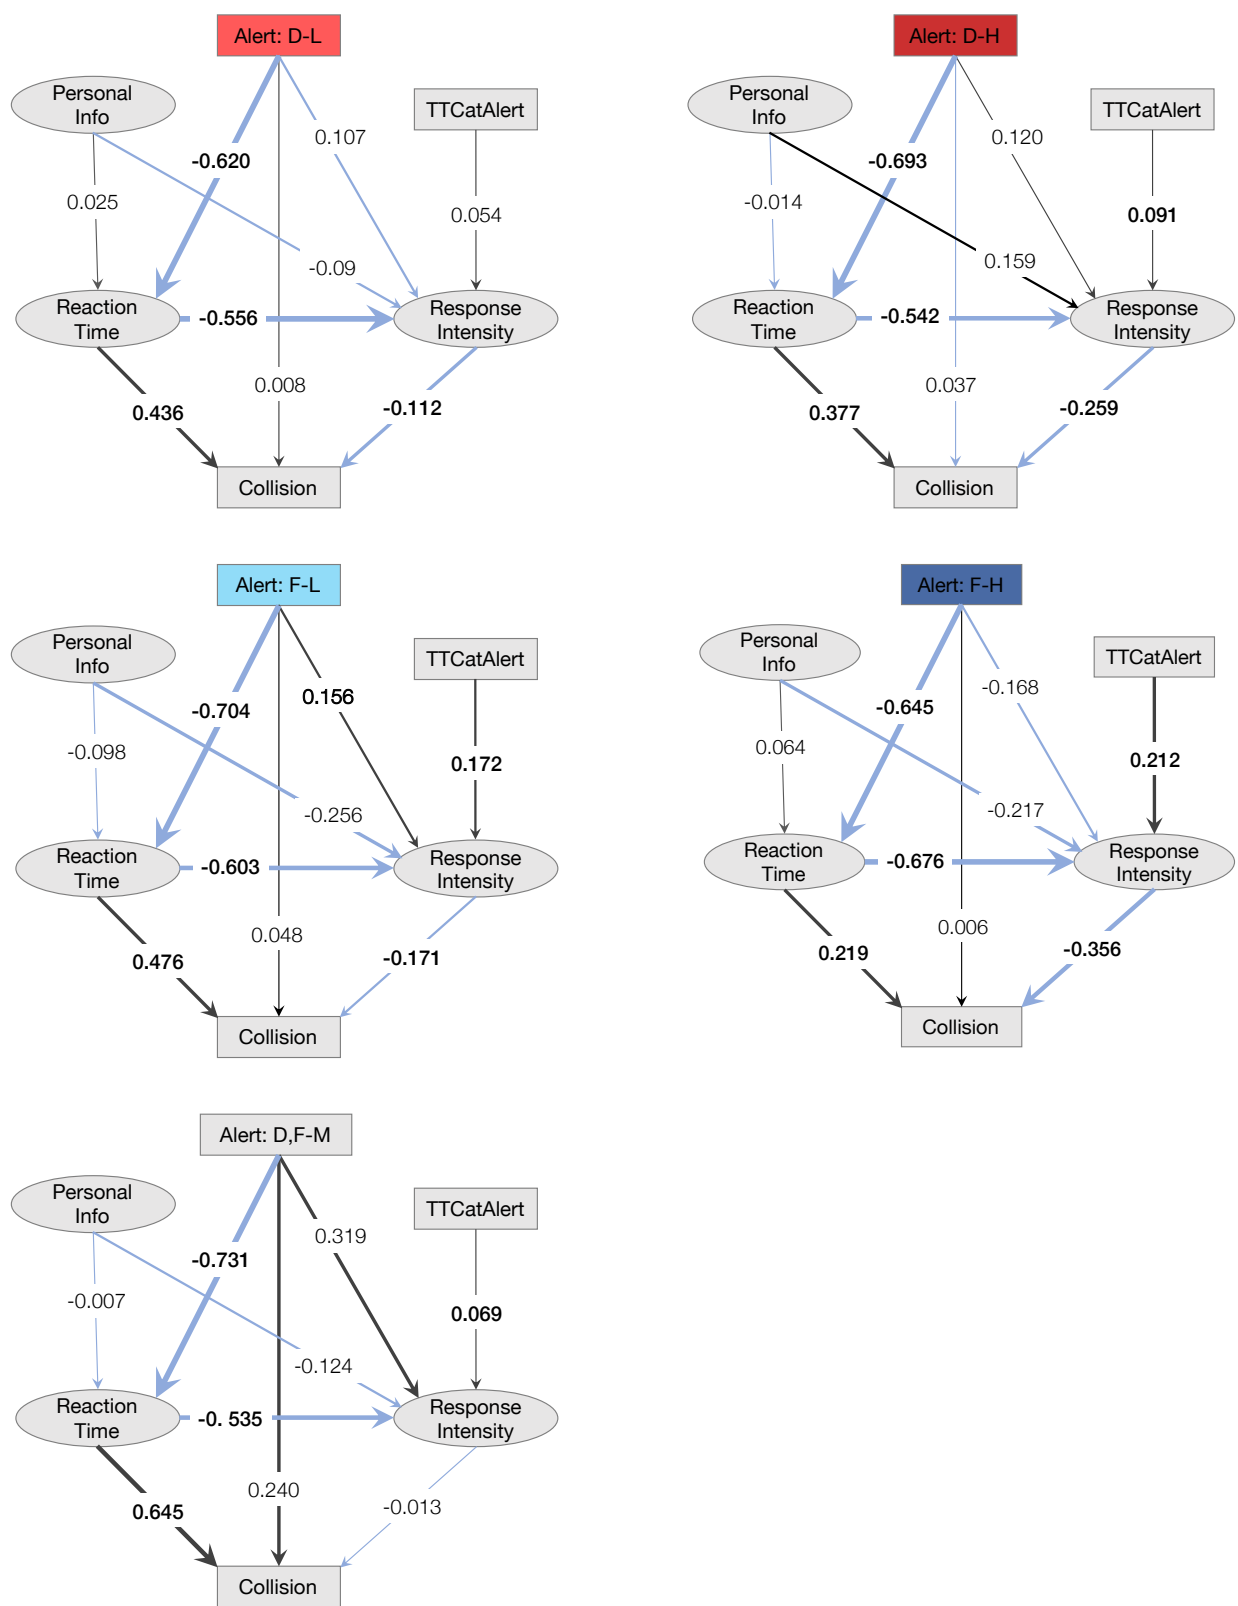 Alert: D-L
Personal
Info
TTCatAlert
0.107
-0.620
0.025
0.054
-0.09
Reaction
Time
-0.556
Response
Intensity
0.008
0.436
-0.112
Collision
Alert: D-H
Personal
Info
TTCatAlert
0.120
-0.693
-0.014
0.091
0.159
Reaction
Time
-0.542
Response
Intensity
0.037
0.377
-0.259
Collision
Alert: F-L
Personal
Info
TTCatAlert
0.156
-0.704
-0.098
0.172
-0.256
Reaction
Time
-0.603
Response
Intensity
0.048
0.476
-0.171
Collision
Alert: F-H
Personal
Info
TTCatAlert
-0.168
-0.645
0.064
0.212
-0.217
Reaction
Time
-0.676
Response
Intensity
0.006
0.219
-0.356
Collision
Alert: D,F-M
Personal
Info
TTCatAlert
0.319
-0.731
-0.007
0.069
-0.124
Reaction
Time
-0. 535
Response
Intensity
0.240
0.645
-0.013
Collision